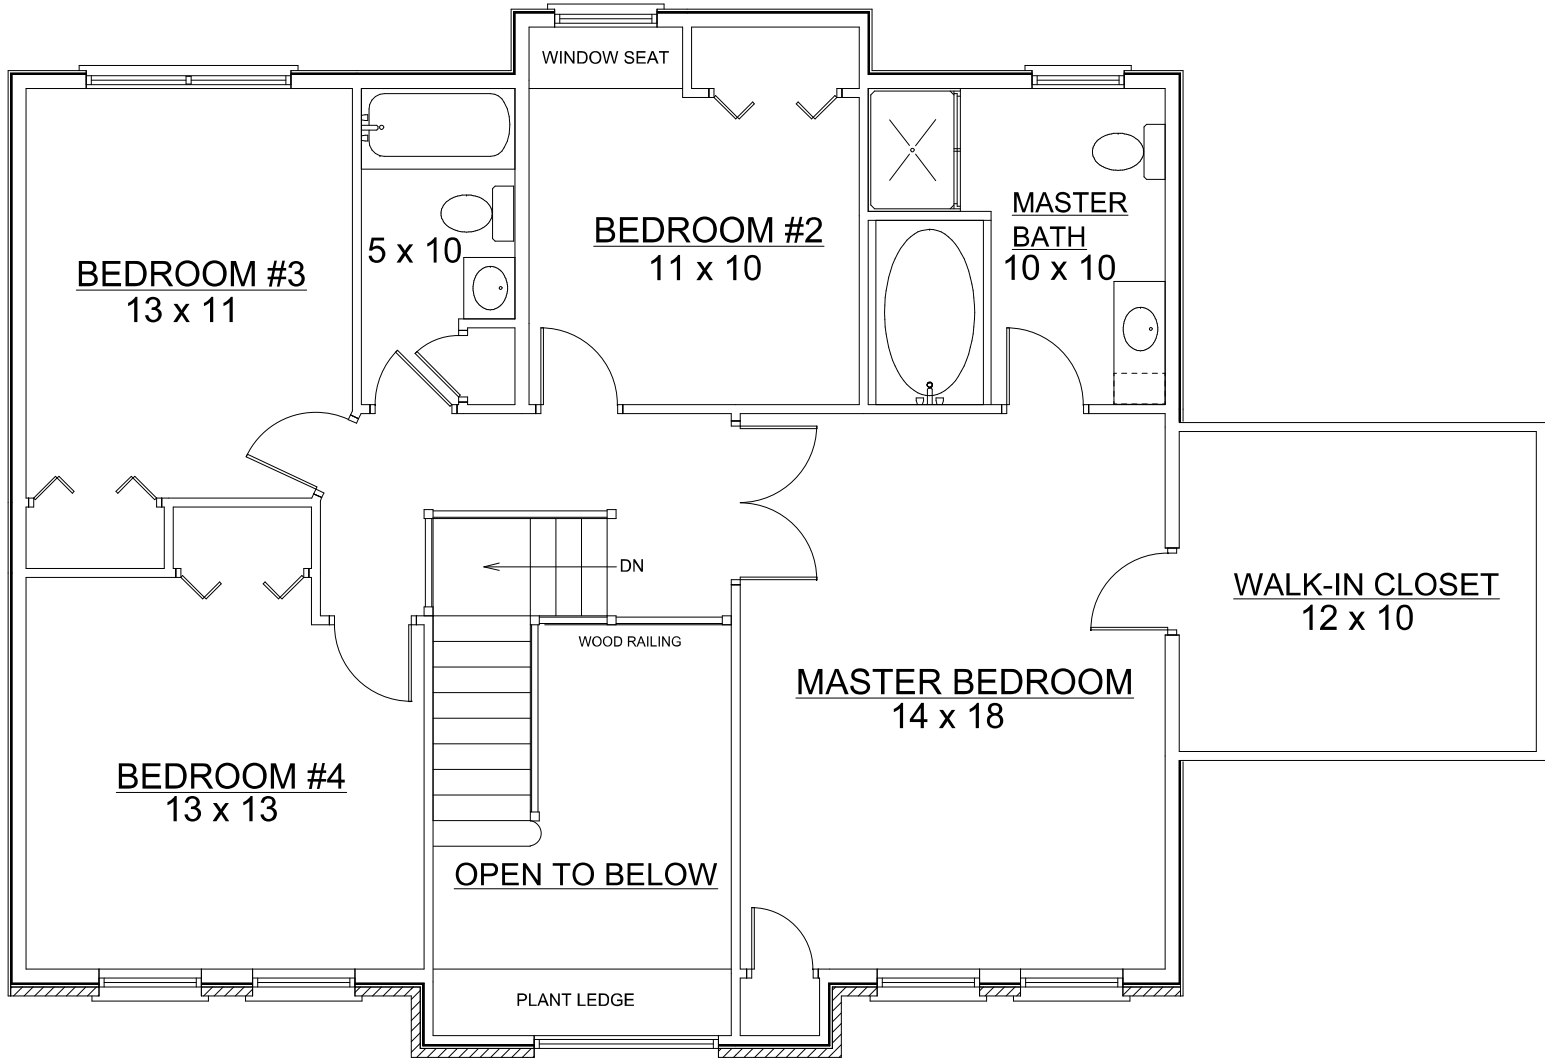 WINDOW SEAT
BEDROOM #3
13 x 11
5 x 10
BEDROOM #2
11 x 10
MASTER
BATH
10 x 10
DN
WOOD RAILING
WALK-IN CLOSET
12 x 10
MASTER BEDROOM
14 x 18
BEDROOM #4
13 x 13
OPEN TO BELOW
PLANT LEDGE